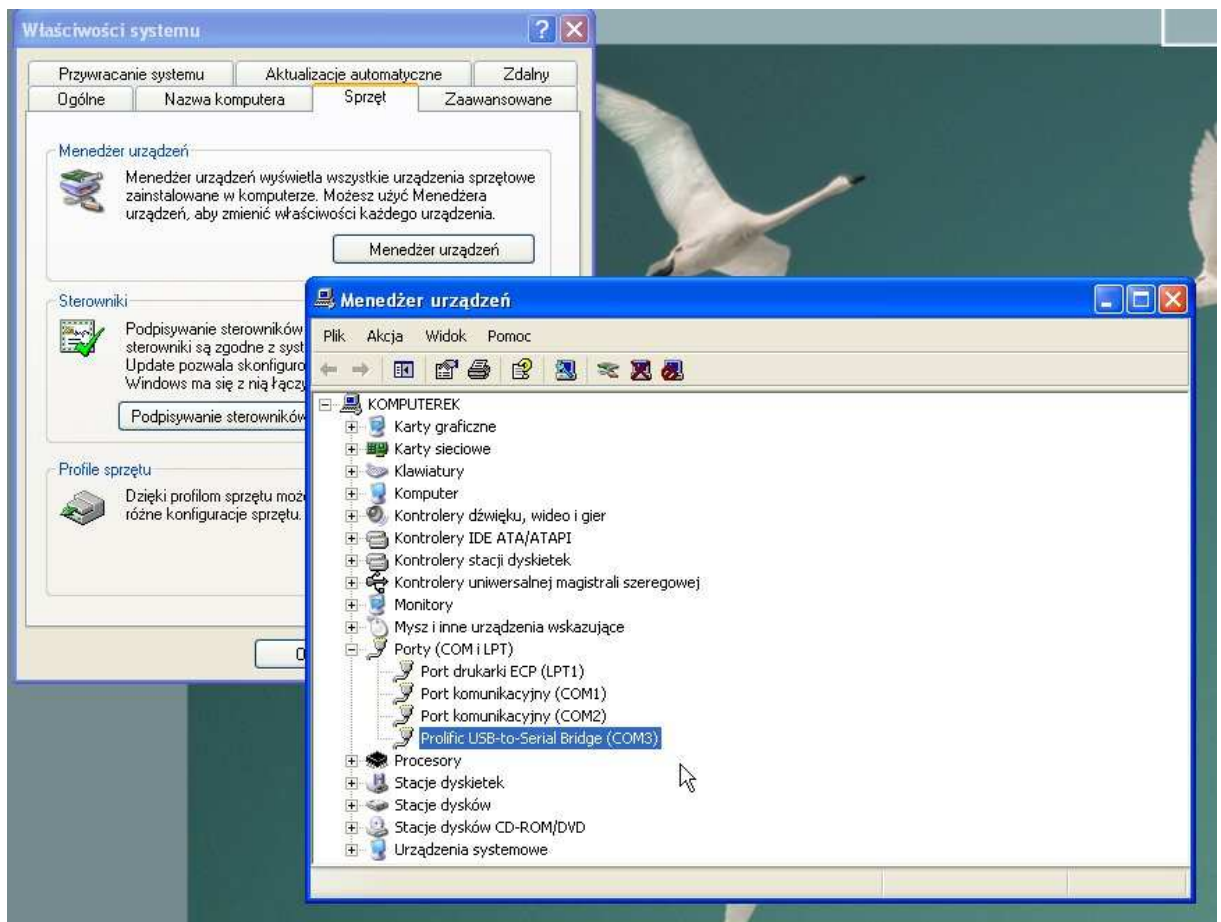 Właściwości systemu
Przywracanie systemu
Aktualizacje automatyczne
Zdalny
Ogólne
Nazwa komputera
Sprzęt
Zaawansowane
Menedżer urządzeń
Menedżer urządzeń wyświetla wszystkie urządzenia sprzętowe
zainstalowane w komputerze. Możesz użyć Menedżera
urządzeń, aby zmienić właściwości każdego urządzenia.
Menedżer urządzeń
Sterowniki
Podpisywanie sterowników
sterowniki są zgodne z syst
Update pozwala skonfiguro
Windows ma się z nią łączy
Podpisywanie sterowników
Profile sprzętu
Dzięki profilom sprzętu moż
różne konfiguracje sprzętu.
O
Menedżer urządzeń
Plik Akcja Widok Pomoc
KOMPUTEREK
Karty graficzne
Karty sieciowe
Klawiatury
Komputer
Kontrolery dźwięku, wideo i gier
Kontrolery IDE ATA/ATAPI
Kontrolery stacji dyskietek
Kontrolery uniwersalnej magistrali szeregowej
Monitory
Mysz i inne urządzenia wskazujące
Porty (COM i LPT)
Port drukarki ECP (LPT1)
Port komunikacyjny (COM1)
Port komunikacyjny (COM2)
Prolific USB-to-Serial Bridge (COM3)
Procesory
Stacje dyskietek
Stacje dysków
Stacje dysków CD-ROM/DVD
Urządzenia systemowe